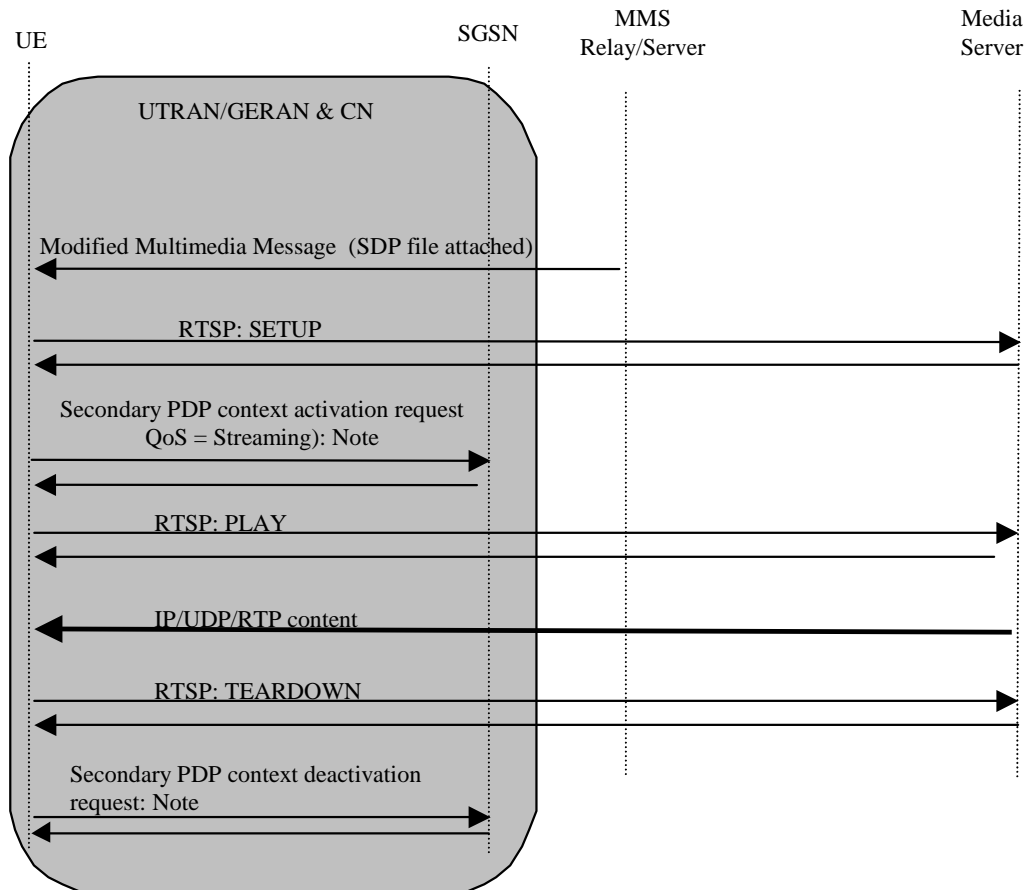 UE
SGSN
MMS
Relay/Server
Media
Server
UTRAN/GERAN & CN
Modified Multimedia Message (SDP file attached)
RTSP: SETUP
Secondary PDP context activation request
QoS = Streaming): Note
RTSP: PLAY
IP/UDP/RTP content
RTSP: TEARDOWN
Secondary PDP context deactivation
request: Note